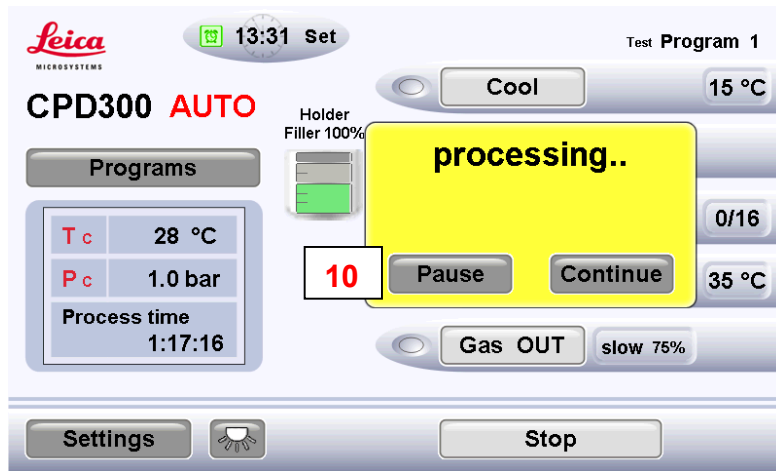 Leica
MICROSYSTEMS
13:31 Set
Test Program 1
CPD300 AUTO
Cool
15 °C
Holder
Filler 100%
processing..
Programs
0/16
Tc 28 °C
Pc 1.0 bar
10
Pause
Continue
35 °C
Process time
1:17:16
Gas OUT
slow 75%
Settings
Stop